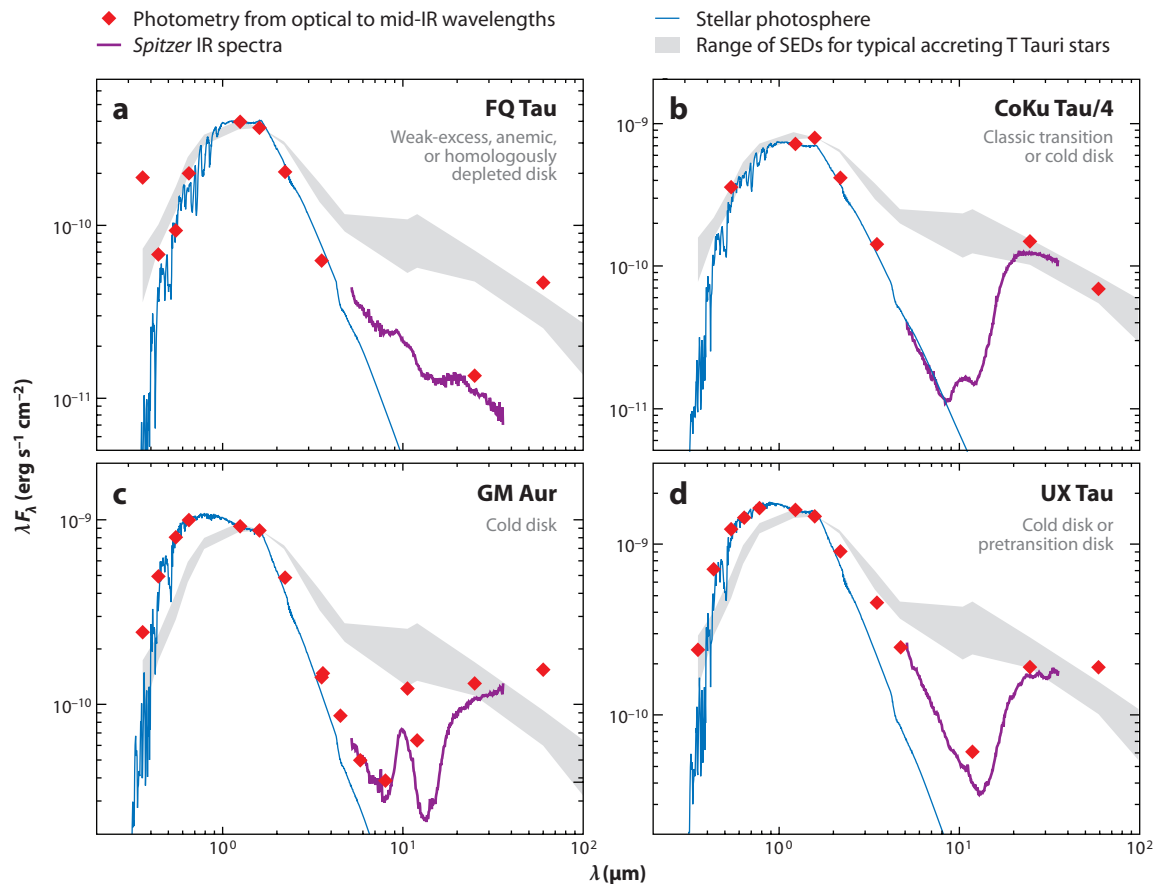 Photometry from optical to mid-IR wavelengths
Spitzer IR spectra
Stellar photosphere
Range of SEDs for typical accreting T Tauri stars
a
FQ Tau
Weak-excess, anemic,
or homologously
depleted disk
10⁻¹⁰
10⁻¹¹
b
CoKu Tau/4
Classic transition
or cold disk
10⁻⁹
10⁻¹⁰
10⁻¹¹
c
GM Aur
Cold disk
10⁻⁹
10⁻¹⁰
d
UX Tau
Cold disk or
pretransition disk
10⁻⁹
10⁻¹⁰
λFλ (erg s⁻¹ cm⁻²)
10⁰ 10¹ 10²
10⁰ 10¹ 10²
λ (μm)